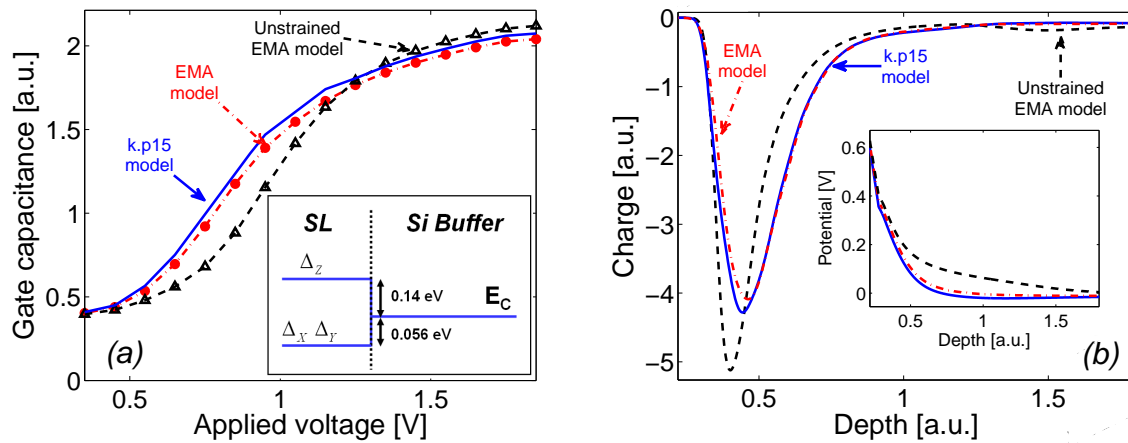 Gate capacitance [a.u.]
2
1.5
1
0.5
0
0.5
1
1.5
Applied voltage [V]
Unstrained
EMA model
EMA
model
k.p15
model
(a)
SL
Si Buffer
Δ_Z
0.14 eV
E_C
Δ_X Δ_Y
0.056 eV
Charge [a.u.]
0
−1
−2
−3
−4
−5
0.5
1
1.5
Depth [a.u.]
EMA
model
k.p15
model
Unstrained
EMA model
Potential [V]
0.6
0.4
0.2
0
0.5
1
1.5
Depth [a.u.]
(b)